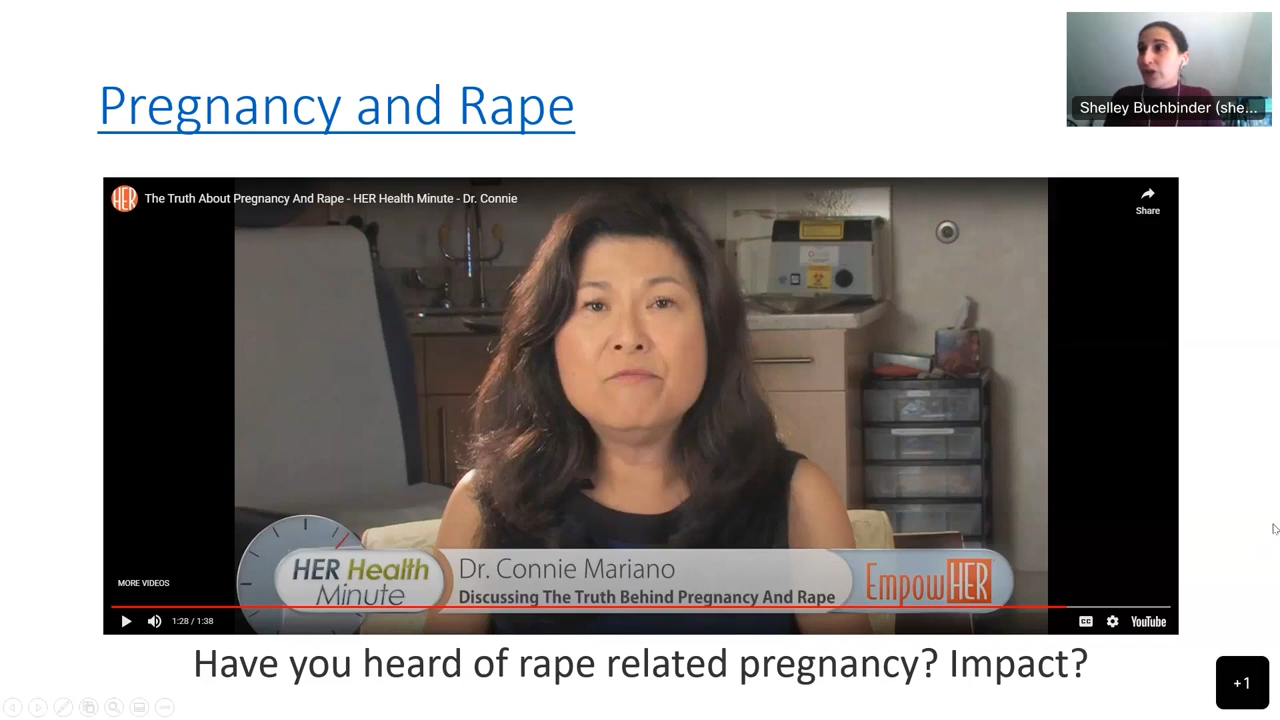 Pregnancy and Rape
Shelley Buchbinder (she...
HER
The Truth About Pregnancy And Rape - HER Health Minute - Dr. Connie
Share
HER Health
Minute
Dr. Connie Mariano
Discussing The Truth Behind Pregnancy And Rape
EmpowHER
MORE VIDEOS
1:28 / 1:38
CC
YouTube
Have you heard of rape related pregnancy? Impact?
+1